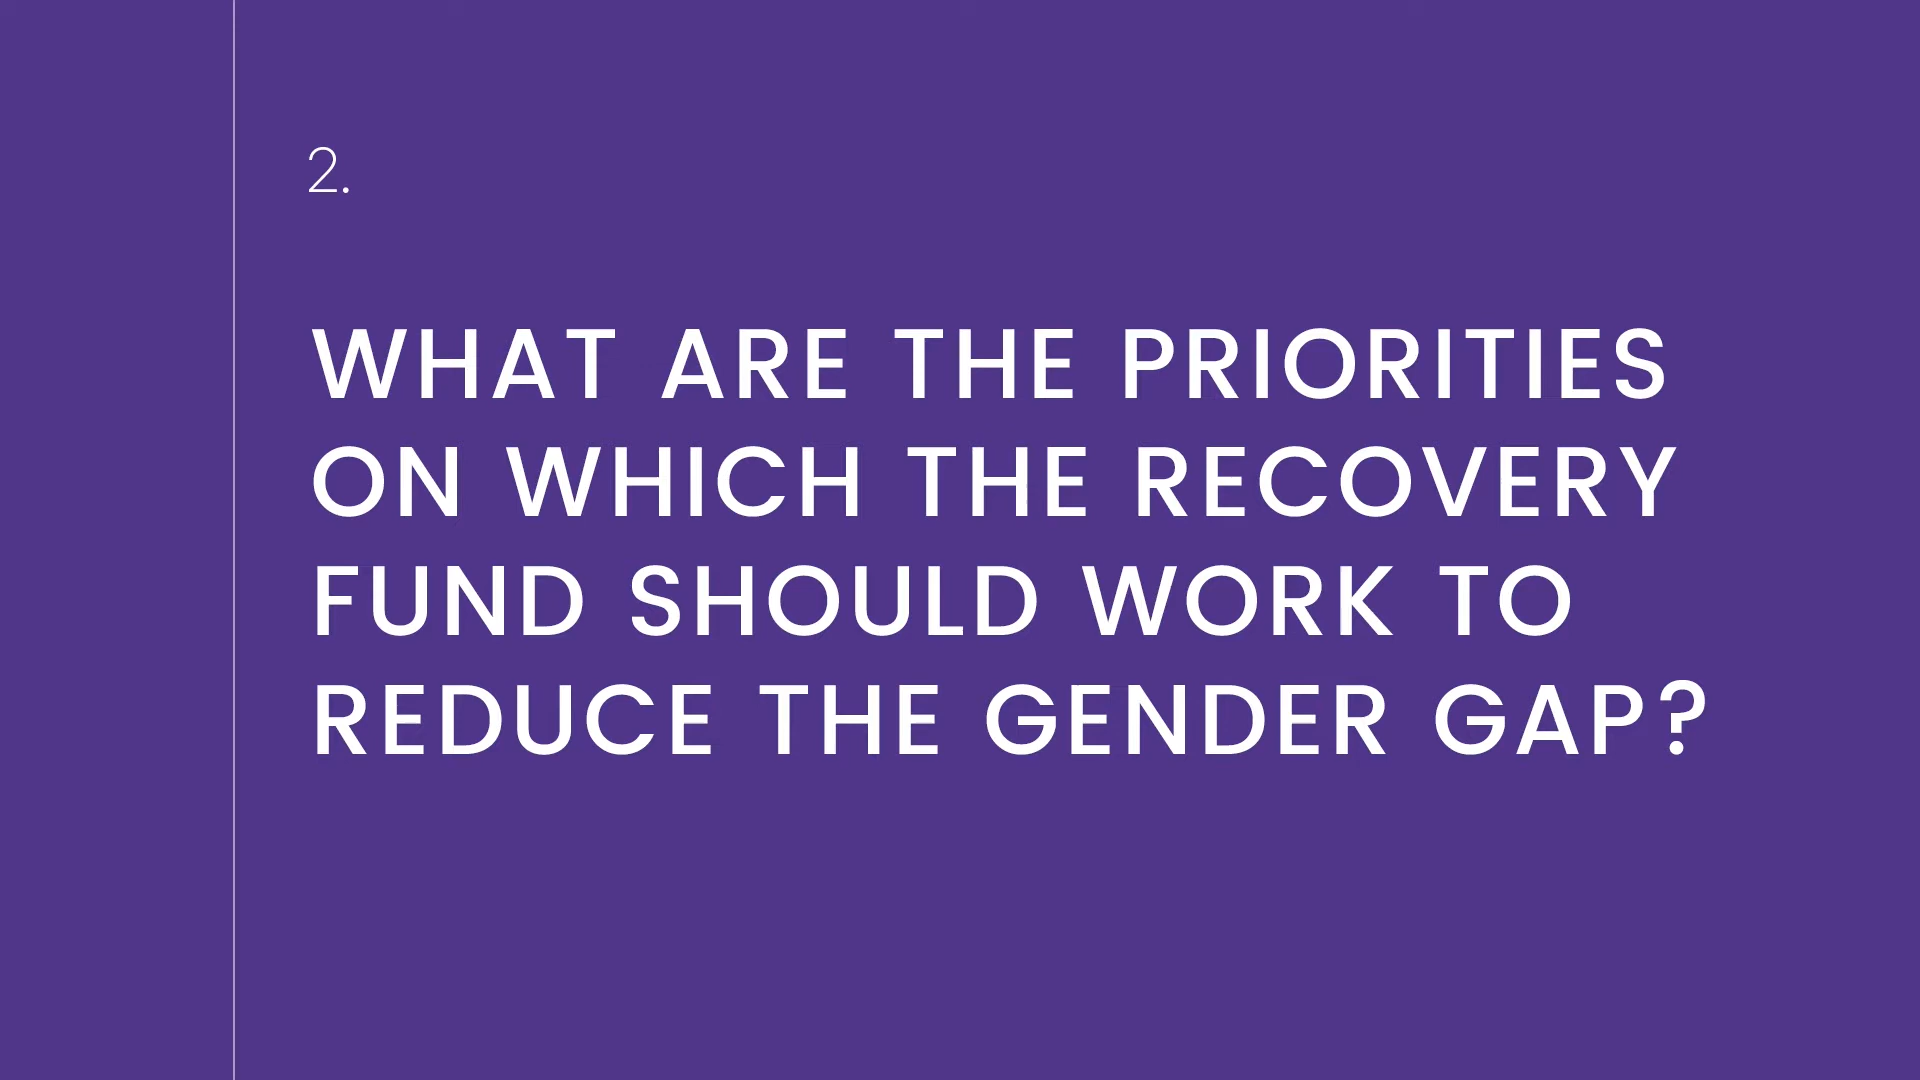 2.
WHAT ARE THE PRIORITIES
ON WHICH THE RECOVERY
FUND SHOULD WORK TO
REDUCE THE GENDER GAP?